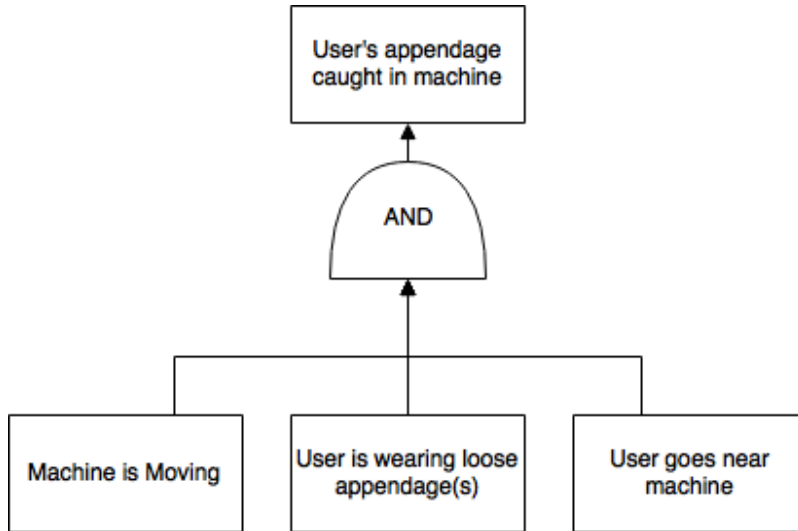 User's appendage
caught in machine
AND
Machine is Moving
User is wearing loose
appendage(s)
User goes near
machine